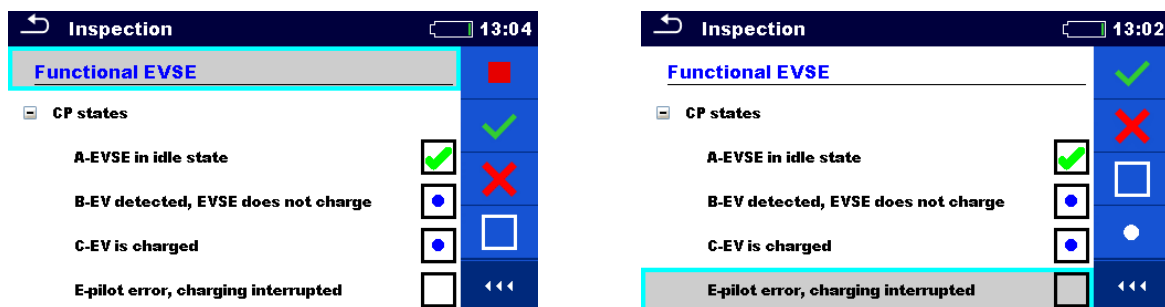 Inspection 13:04
Functional EVSE
CP states
A-EVSE in idle state
B-EV detected, EVSE does not charge
C-EV is charged
E-pilot error, charging interrupted
Inspection 13:02
Functional EVSE
CP states
A-EVSE in idle state
B-EV detected, EVSE does not charge
C-EV is charged
E-pilot error, charging interrupted